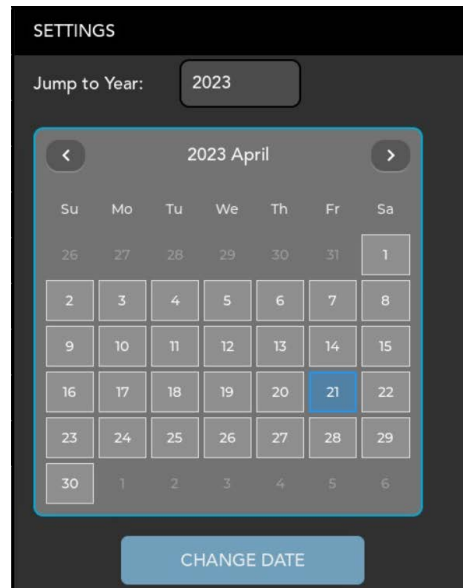 SETTINGS
Jump to Year: 2023
< 2023 April >
Su Mo Tu We Th Fr Sa
26 27 28 29 30 31 1
2 3 4 5 6 7 8
9 10 11 12 13 14 15
16 17 18 19 20 21 22
23 24 25 26 27 28 29
30 1 2 3 4 5 6
CHANGE DATE